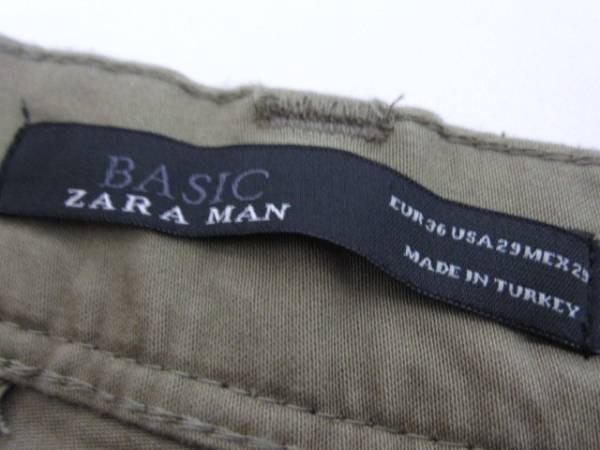 BASIC
ZARA MAN
EUR 36 USA 29 MEX 29
MADE IN TURKEY